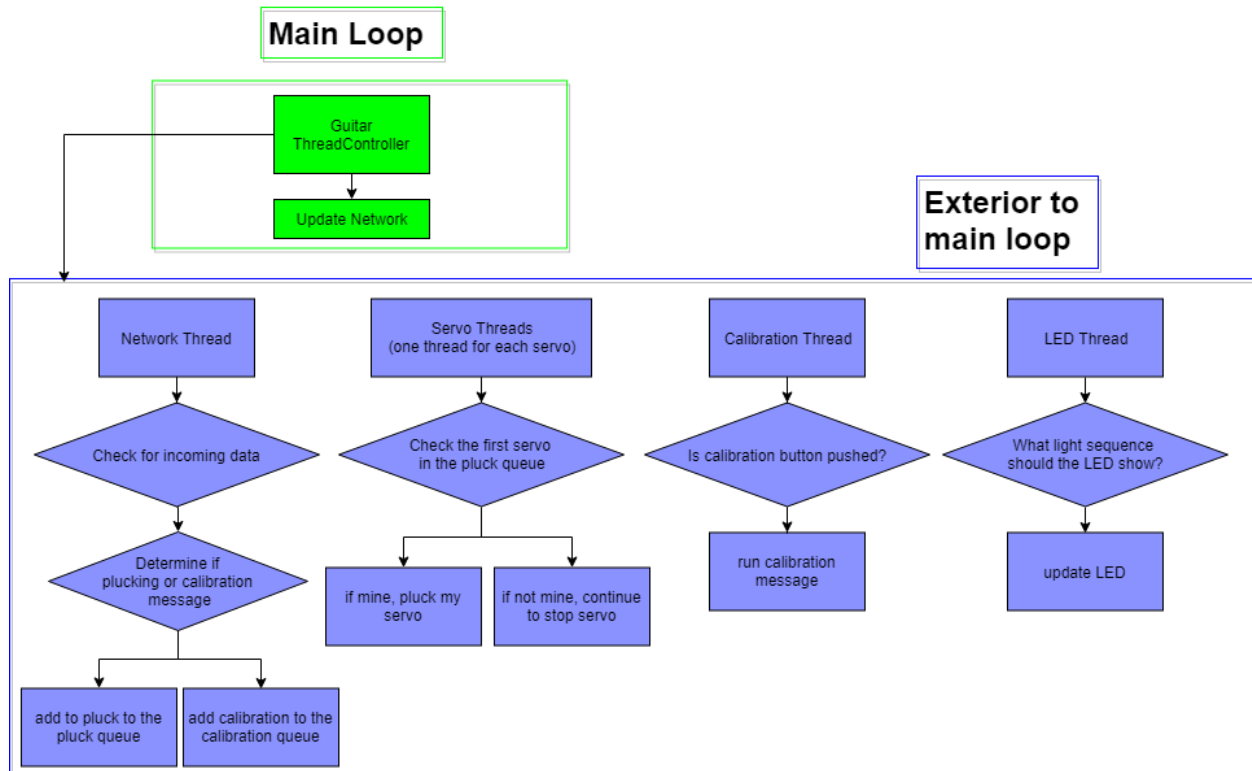 Main Loop
Guitar
ThreadController
Update Network
Exterior to
main loop
Network Thread
Servo Threads
(one thread for each servo)
Calibration Thread
LED Thread
Check for incoming data
Check the first servo
in the pluck queue
Is calibration button pushed?
What light sequence
should the LED show?
Determine if
plucking or calibration
message
if mine, pluck my
servo
if not mine, continue
to stop servo
run calibration
message
update LED
add to pluck to the
pluck queue
add calibration to the
calibration queue